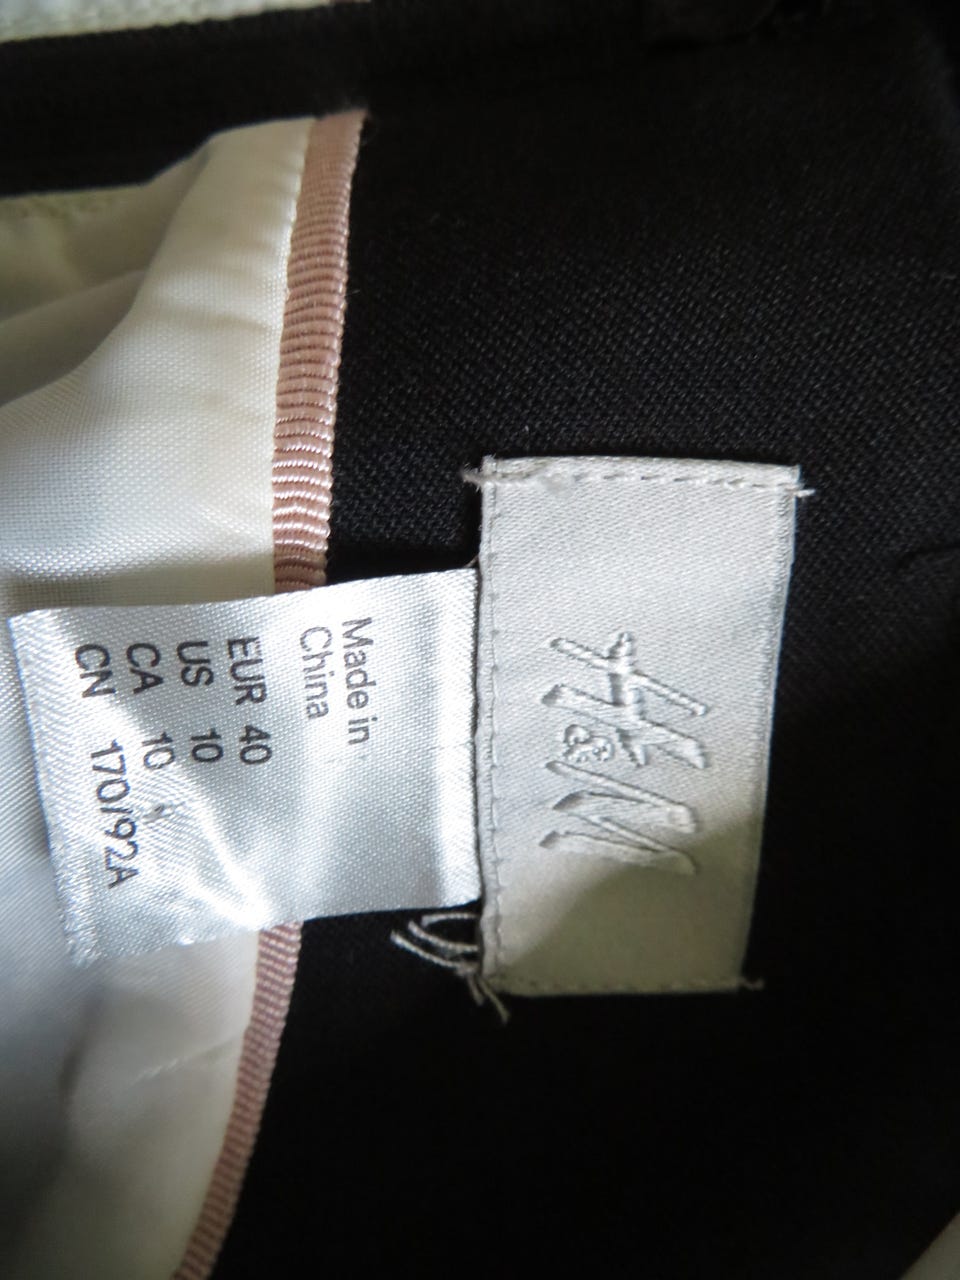 H&M
Made in
China
EUR 40
US 10
CA 10
CN 170/92A